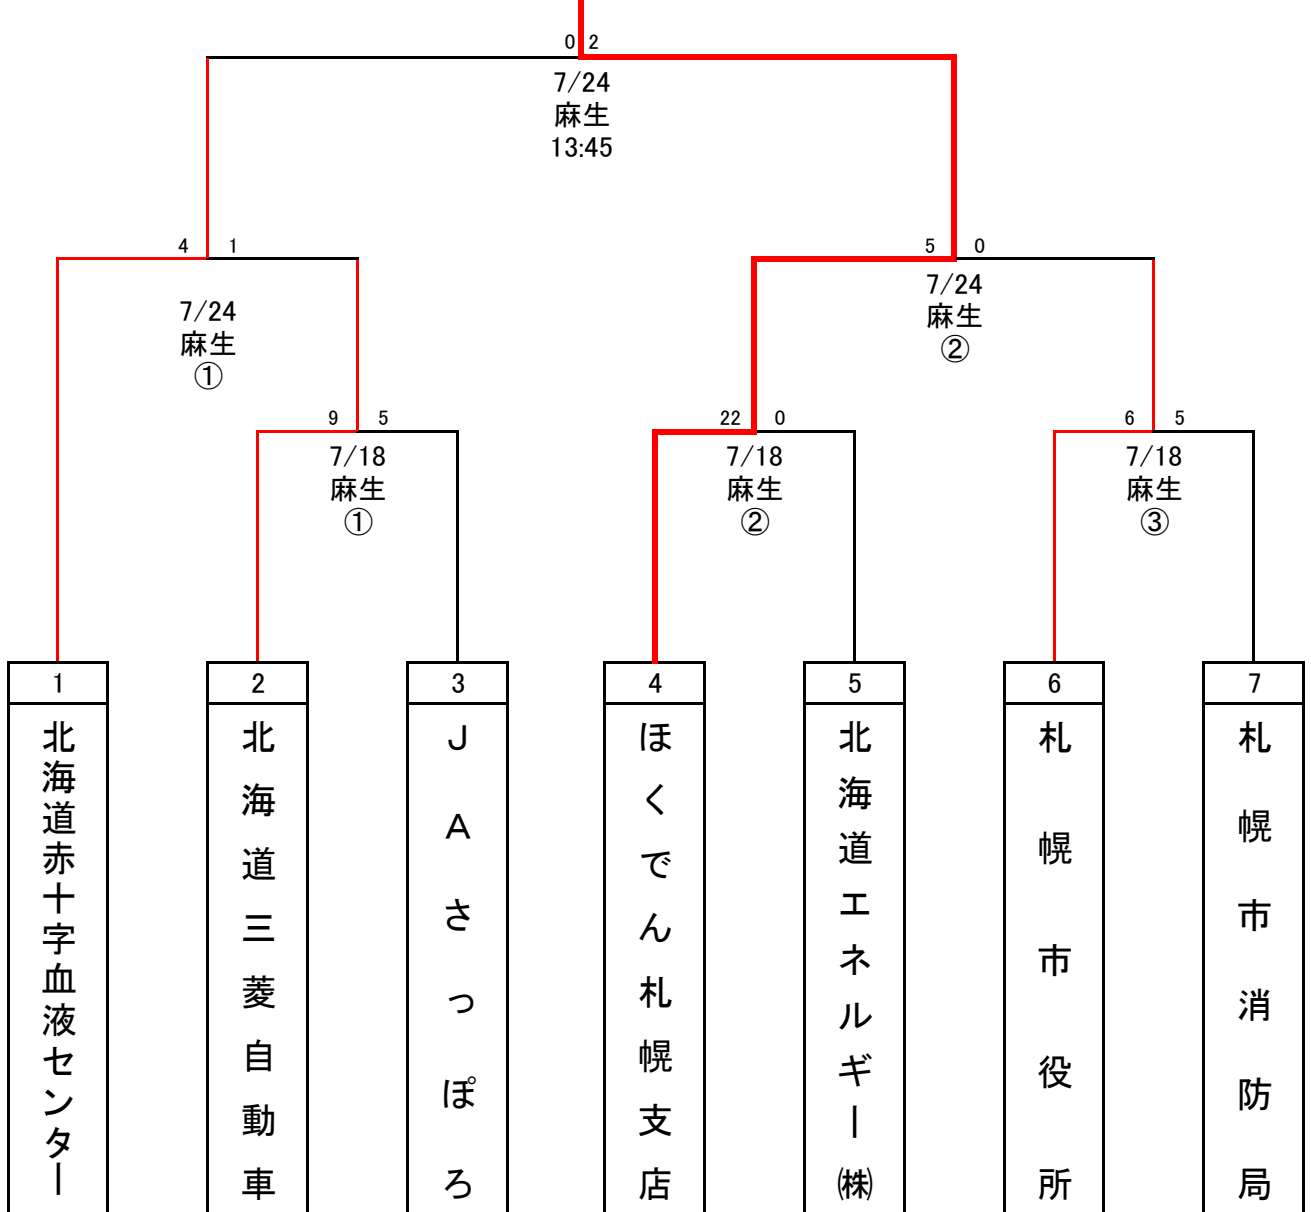 0 2
7/24
麻生
13:45
4 1
5 0
7/24
麻生
①
7/24
麻生
②
9 5
22 0
6 5
7/18
麻生
①
7/18
麻生
②
7/18
麻生
③
1
2
3
4
5
6
7
北海道赤十字血液センター
北海道三菱自動車
JAさっぽろ
ほくでん札幌支店
北海道エネルギー㈱
札幌市役所
札幌市消防局